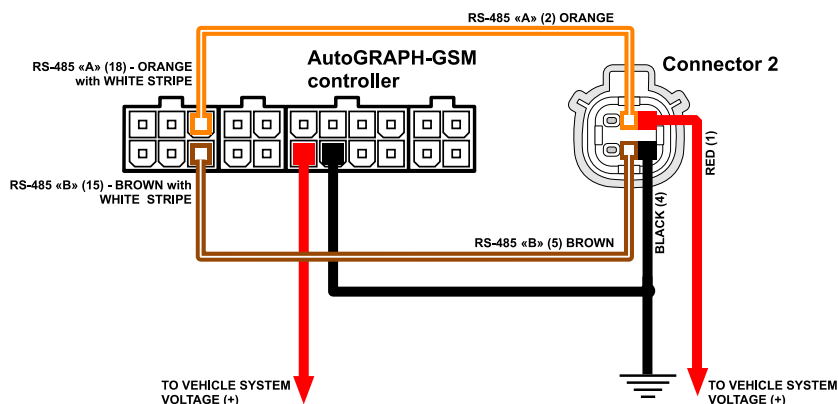 RS-485 «A» (2) ORANGE
RS-485 «A» (18) - ORANGE
with WHITE STRIPE
AutoGRAPH-GSM
controller
Connector 2
RED (1)
RS-485 «B» (15) - BROWN with
WHITE STRIPE
BLACK (4)
RS-485 «B» (5) BROWN
TO VEHICLE SYSTEM
VOLTAGE (+)
TO VEHICLE SYSTEM
VOLTAGE (+)